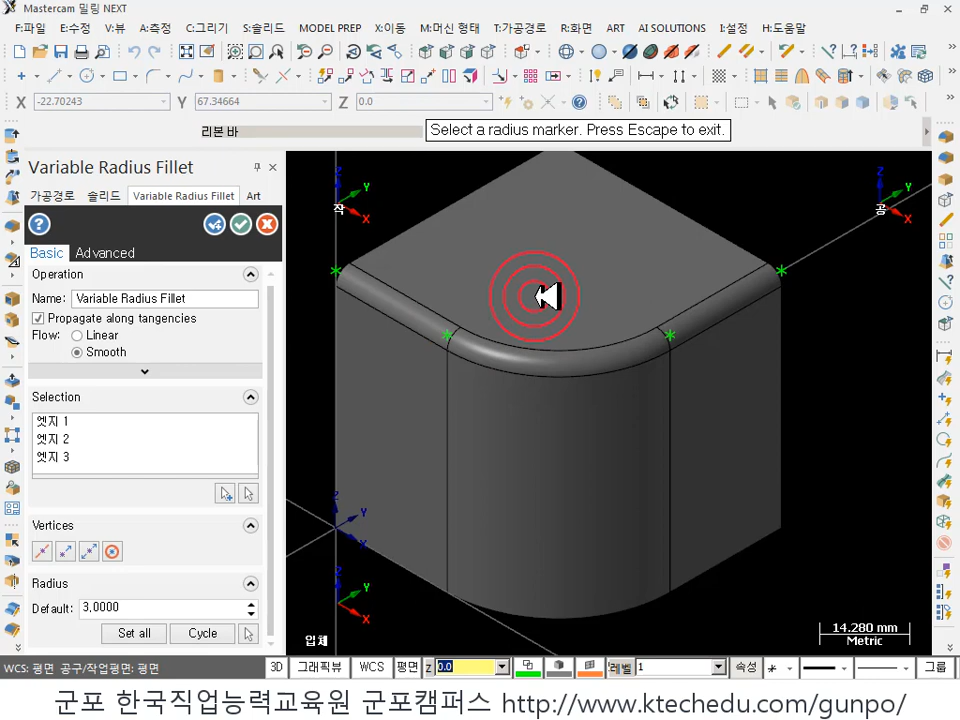 Mastercam 밀링 NEXT
F:파일 E:수정 V:뷰 A:측정 C:그리기 S:솔리드 MODEL PREP X:이동 M:머신 형태 T:가공경로 R:화면 ART AI SOLUTIONS I:설정 H:도움말
X -22.70243 Y 67.34664 Z 0.0
리본 바
Select a radius marker. Press Escape to exit.
Variable Radius Fillet
가공경로 솔리드 Variable Radius Fillet Art
Basic Advanced
Operation
Name: Variable Radius Fillet
Propagate along tangencies
Flow: Linear
Smooth
Selection
엣지 1
엣지 2
엣지 3
Vertices
Radius
Default: 3,0000
Set all Cycle
Z Y X
작
Z Y X
공
Z Y X
Z Y X
입체
14.280 mm
Metric
WCS: 평면 공구/작업평면: 평면 3D 그래픽뷰 WCS 평면 Z 0.0 레벨 1 속성 그룹
군포 한국직업능력교육원 군포캠퍼스 http://www.ktechedu.com/gunpo/